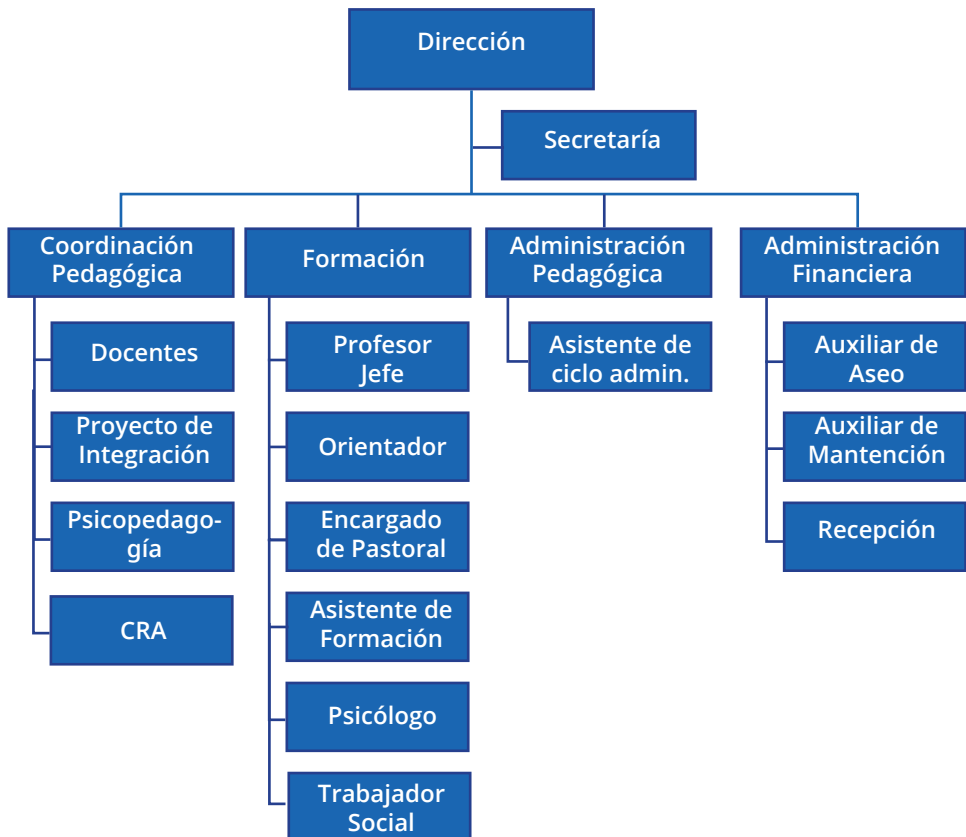 Dirección
Secretaría
Coordinación
Pedagógica
Docentes
Proyecto de
Integración
Psicopedago-
gía
CRA
Formación
Profesor
Jefe
Orientador
Encargado
de Pastoral
Asistente de
Formación
Psicólogo
Trabajador
Social
Administración
Pedagógica
Asistente de
ciclo admin.
Administración
Financiera
Auxiliar de
Aseo
Auxiliar de
Mantención
Recepción